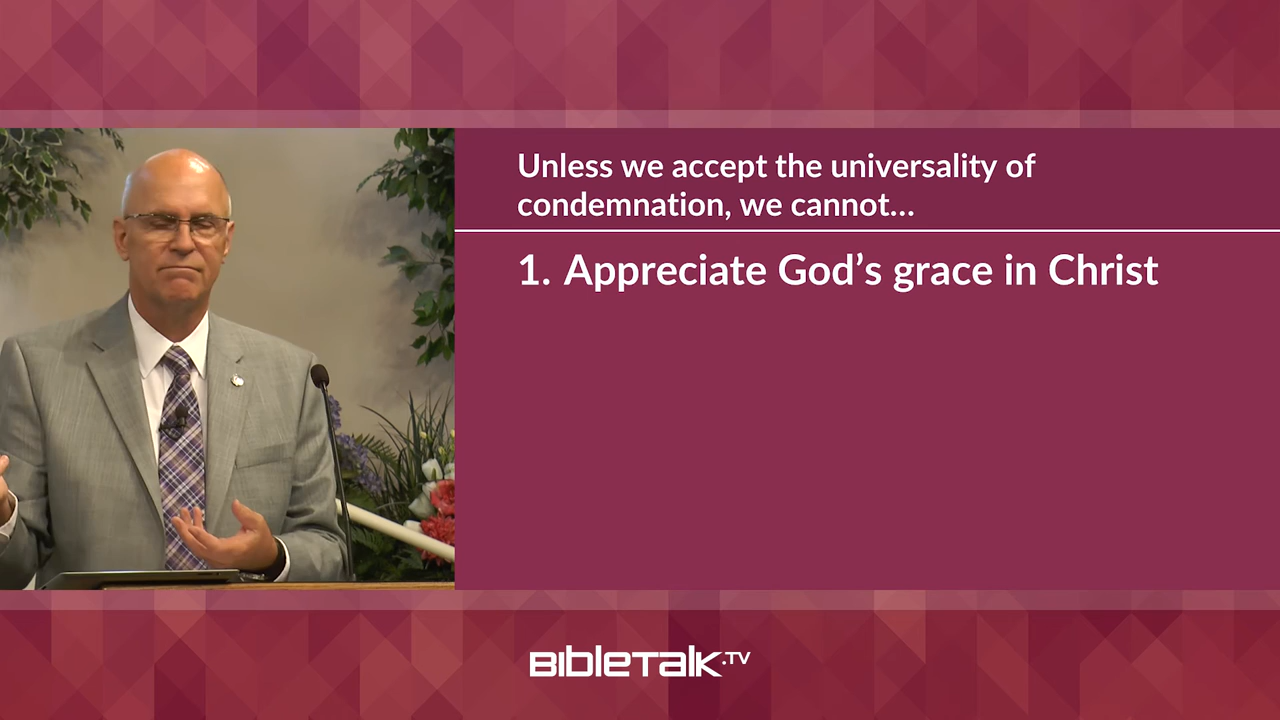 Unless we accept the universality of
condemnation, we cannot...
1. Appreciate God's grace in Christ
BibleTalk.TV